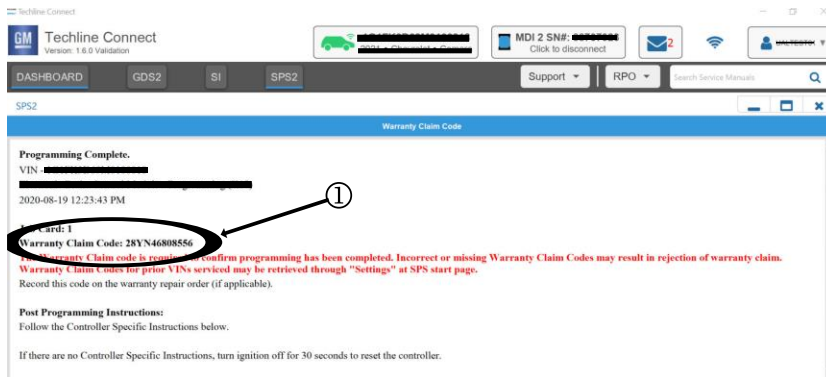 Techline Connect
GM
Techline Connect
Version: 1.6.0 Validation
2021 • Chevrolet •
MDI 2 SN#:
Click to disconnect
2
DASHBOARD GDS2 SI SPS2 Support RPO Search Service Manuals
SPS2
Warranty Claim Code
Programming Complete.
VIN -
2020-08-19 12:23:43 PM
1
Card: 1
Warranty Claim Code: 28YN46808556
The Warranty Claim code is required to confirm programming has been completed. Incorrect or missing Warranty Claim Codes may result in rejection of warranty claim.
Warranty Claim Codes for prior VINs serviced may be retrieved through "Settings" at SPS start page.
Record this code on the warranty repair order (if applicable).
Post Programming Instructions:
Follow the Controller Specific Instructions below.
If there are no Controller Specific Instructions, turn ignition off for 30 seconds to reset the controller.